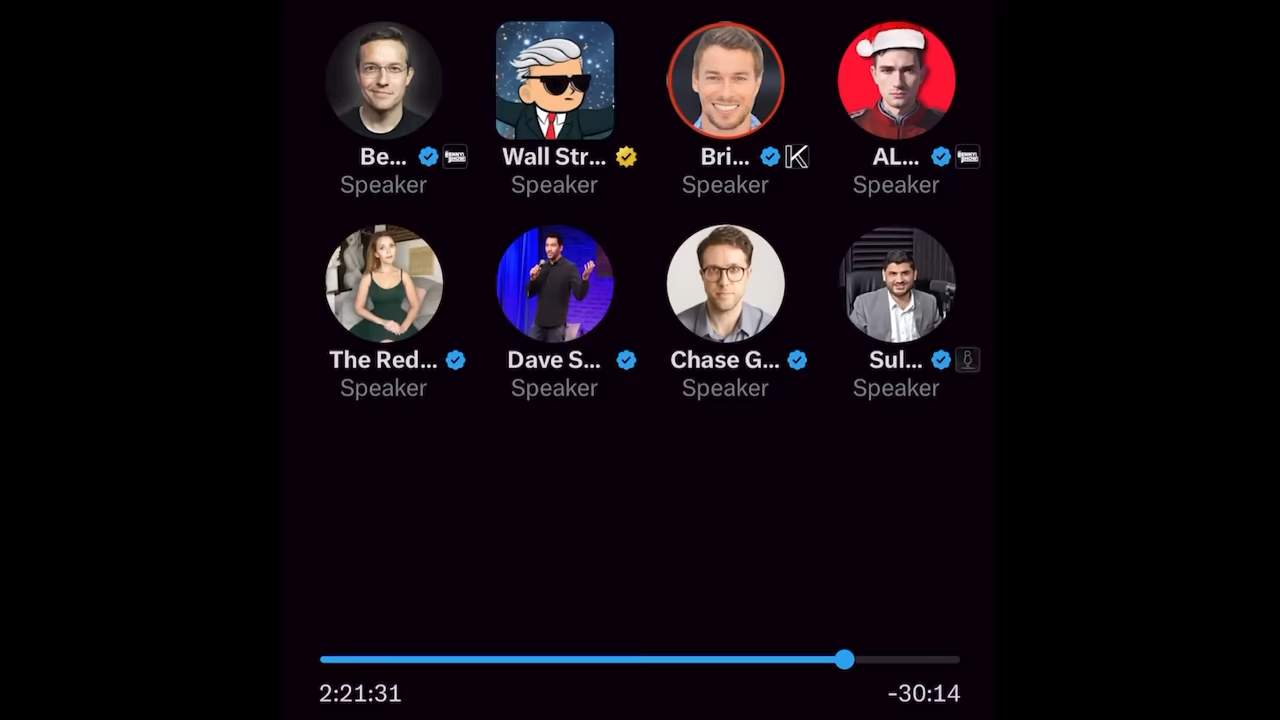 Be... Wall Str... Bri... K AL...
Speaker Speaker Speaker Speaker
The Red... Dave S... Chase G... Sul...
Speaker Speaker Speaker Speaker
2:21:31 -30:14